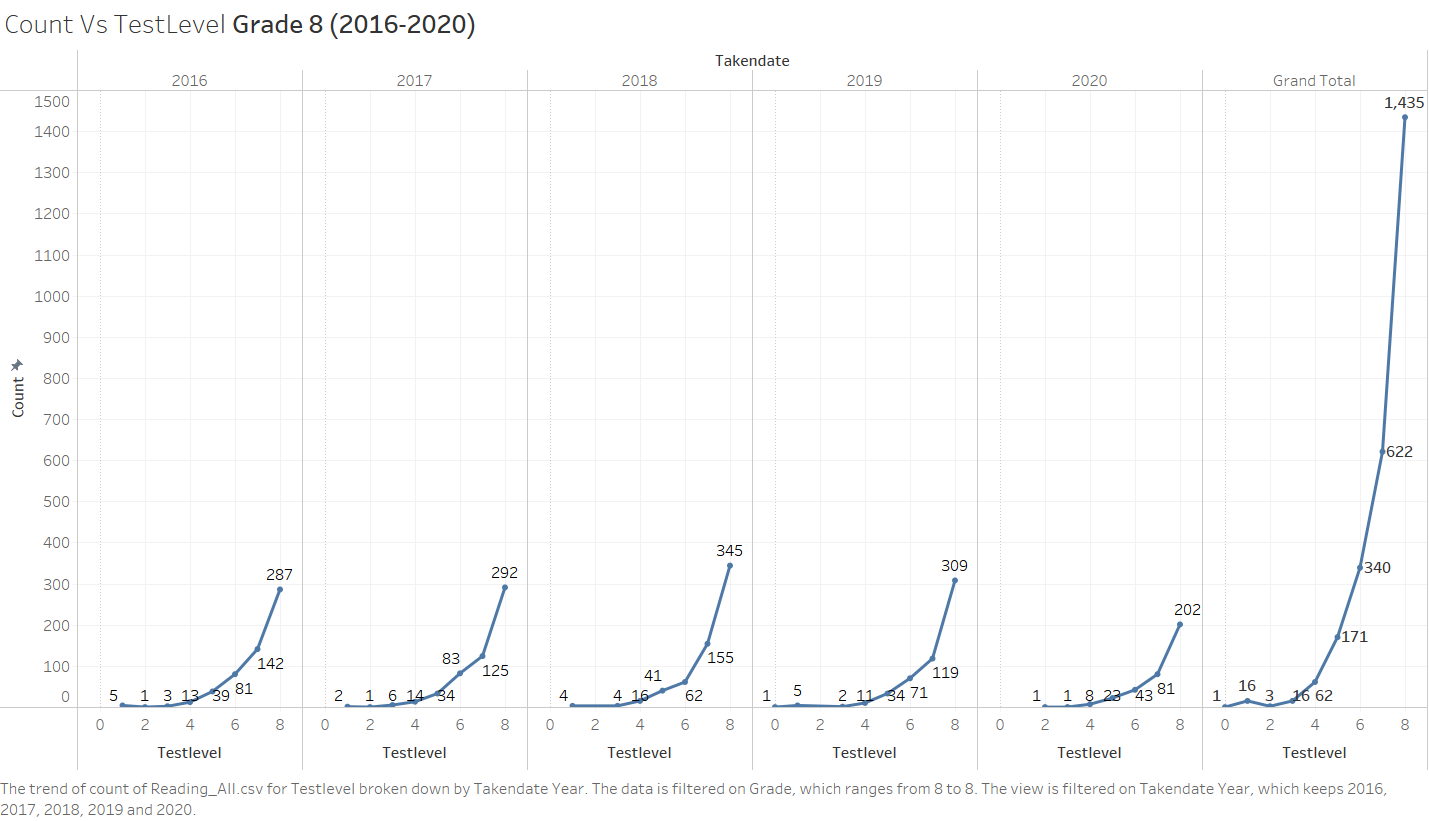 Count Vs TestLevel Grade 8 (2016-2020)
Takendate
2016 2017 2018 2019 2020 Grand Total
1500
1400
1300
1200
1100
1000
900
800
700
600
500
400
300
200
100
0
Count
5 1 3 13 39 81 142 287
2 1 6 14 34 83 125 292
4 4 16 41 62 155 345
1 5 2 11 34 71 119 309
1 1 8 23 43 81 202
1 16 3 16 62 171 340 622 1,435
0 2 4 6 8 0 2 4 6 8 0 2 4 6 8 0 2 4 6 8 0 2 4 6 8 0 2 4 6 8
Testlevel Testlevel Testlevel Testlevel Testlevel Testlevel
The trend of count of Reading_All.csv for Testlevel broken down by Takendate Year. The data is filtered on Grade, which ranges from 8 to 8. The view is filtered on Takendate Year, which keeps 2016,
2017, 2018, 2019 and 2020.